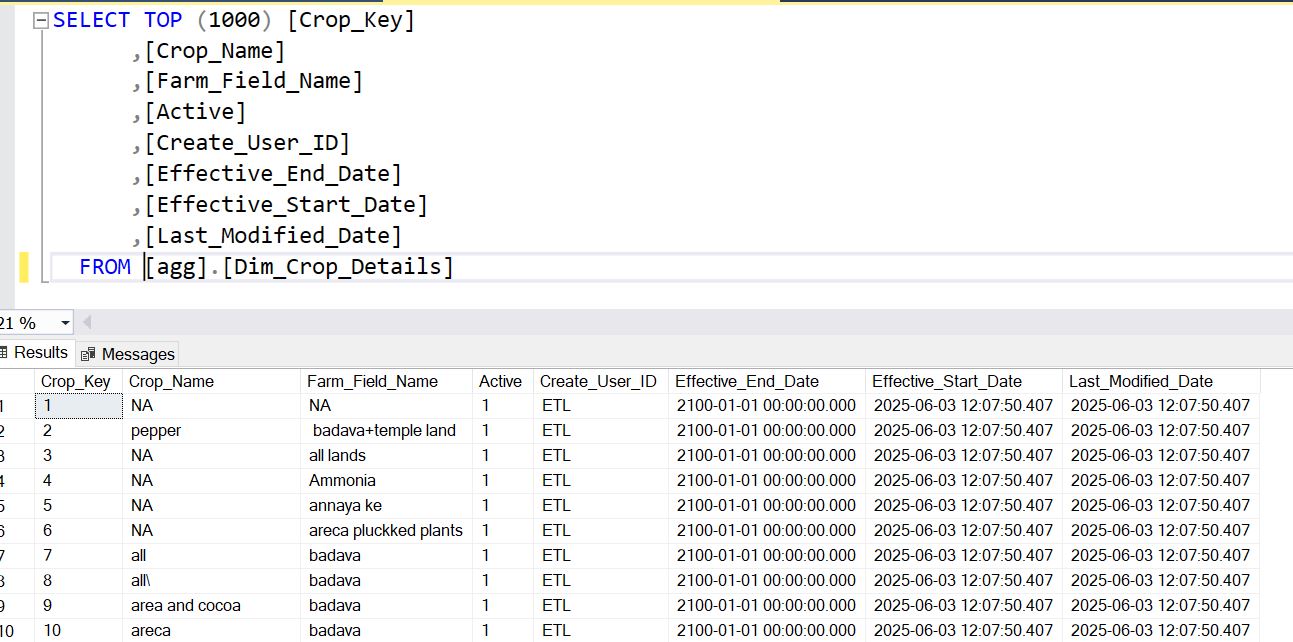 SELECT TOP (1000) [Crop_Key]
,[Crop_Name]
,[Farm_Field_Name]
,[Active]
,[Create_User_ID]
,[Effective_End_Date]
,[Effective_Start_Date]
,[Last_Modified_Date]
FROM [agg].[Dim_Crop_Details]
21 %
Results Messages
Crop_Key Crop_Name Farm_Field_Name Active Create_User_ID Effective_End_Date Effective_Start_Date Last_Modified_Date
1 1 NA NA 1 ETL 2100-01-01 00:00:00.000 2025-06-03 12:07:50.407 2025-06-03 12:07:50.407
2 2 pepper badava+temple land 1 ETL 2100-01-01 00:00:00.000 2025-06-03 12:07:50.407 2025-06-03 12:07:50.407
3 3 NA all lands 1 ETL 2100-01-01 00:00:00.000 2025-06-03 12:07:50.407 2025-06-03 12:07:50.407
4 4 NA Ammonia 1 ETL 2100-01-01 00:00:00.000 2025-06-03 12:07:50.407 2025-06-03 12:07:50.407
5 5 NA annaya ke 1 ETL 2100-01-01 00:00:00.000 2025-06-03 12:07:50.407 2025-06-03 12:07:50.407
6 6 NA areca pluckked plants 1 ETL 2100-01-01 00:00:00.000 2025-06-03 12:07:50.407 2025-06-03 12:07:50.407
7 7 all badava 1 ETL 2100-01-01 00:00:00.000 2025-06-03 12:07:50.407 2025-06-03 12:07:50.407
8 8 all\ badava 1 ETL 2100-01-01 00:00:00.000 2025-06-03 12:07:50.407 2025-06-03 12:07:50.407
9 9 area and cocoa badava 1 ETL 2100-01-01 00:00:00.000 2025-06-03 12:07:50.407 2025-06-03 12:07:50.407
10 10 areca badava 1 ETL 2100-01-01 00:00:00.000 2025-06-03 12:07:50.407 2025-06-03 12:07:50.407